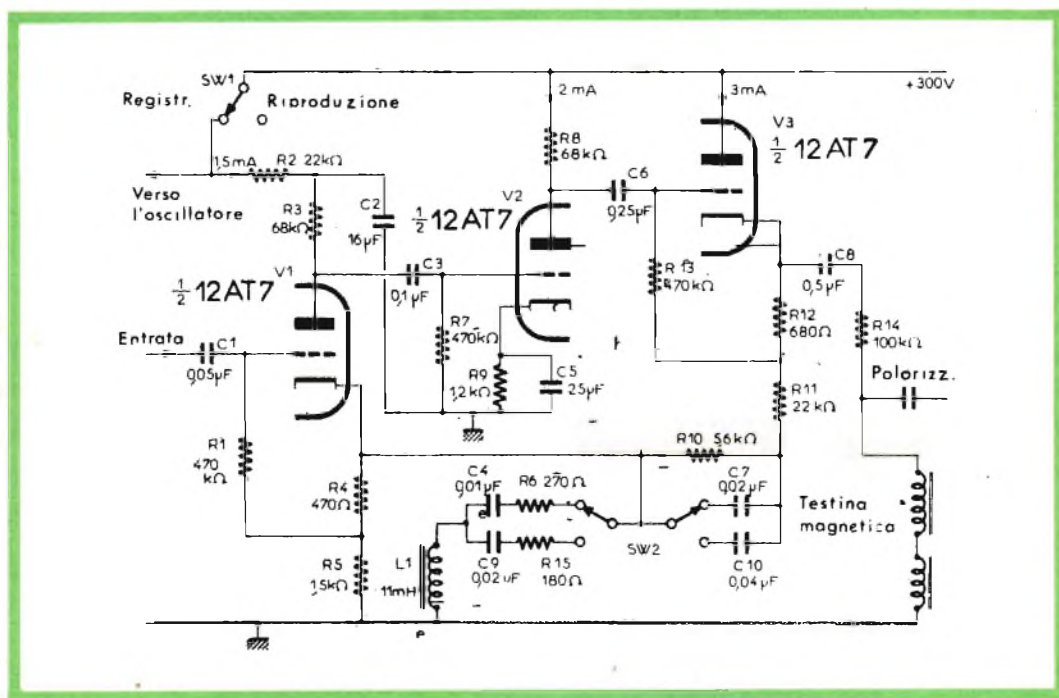 SW1
Registr.
Riproduzione
1,5mA
R2 22kΩ
Verso
l'oscillatore
R3
68kΩ
C2
16µF
2 mA
3mA
+300V
R8
68kΩ
V3
½ 12AT7
C6
0,25µF
V2
½ 12AT7
C3
0,1µF
V1
½ 12AT7
R7
470kΩ
R 13
470kΩ
C8
0,5µF
R12
680Ω
R14
100kΩ
Entrata
C1
0,05µF
R9
1,2kΩ
C5
25µF
R11
22 kΩ
Polorizz.
R1
470
kΩ
R4
470Ω
R10 56kΩ
C4
0,01µF
R6 270Ω
C7
0,02µF
SW2
Testina
magnetica
R5
1,5kΩ
L1
11mH
C9
0,02µF
R15
180Ω
C10
0,04µF